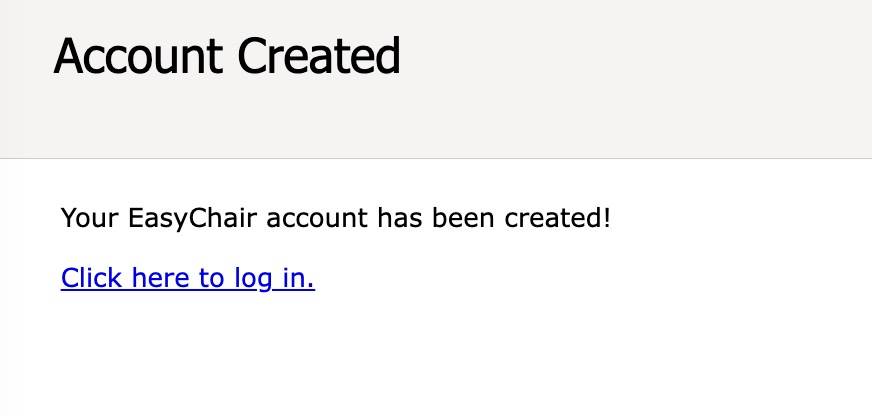 Account Created
Your EasyChair account has been created!
Click here to log in.